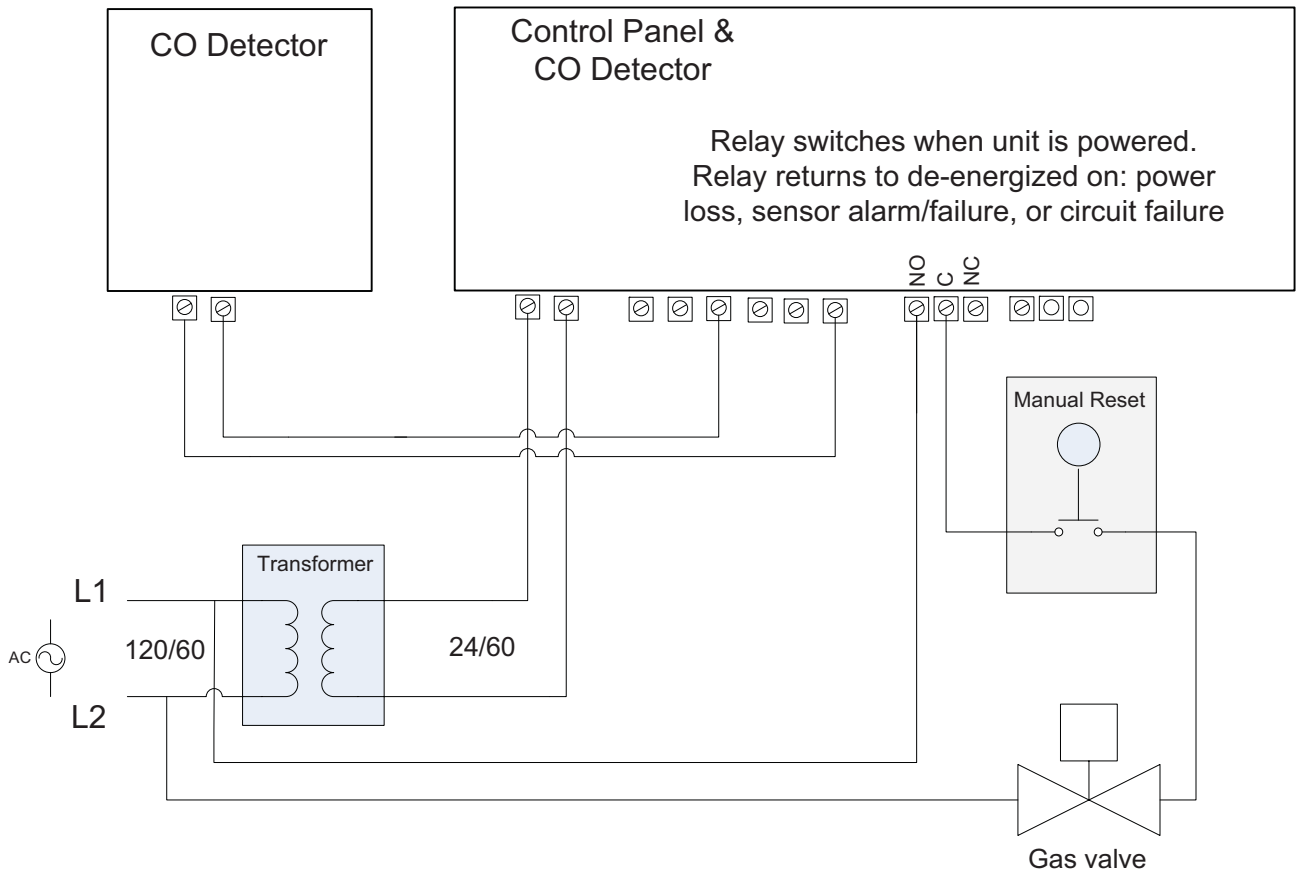 CO Detector
Control Panel &
CO Detector
Relay switches when unit is powered.
Relay returns to de-energized on: power
loss, sensor alarm/failure, or circuit failure
NO
C
NC
Manual Reset
Transformer
L1
AC
120/60
24/60
L2
Gas valve